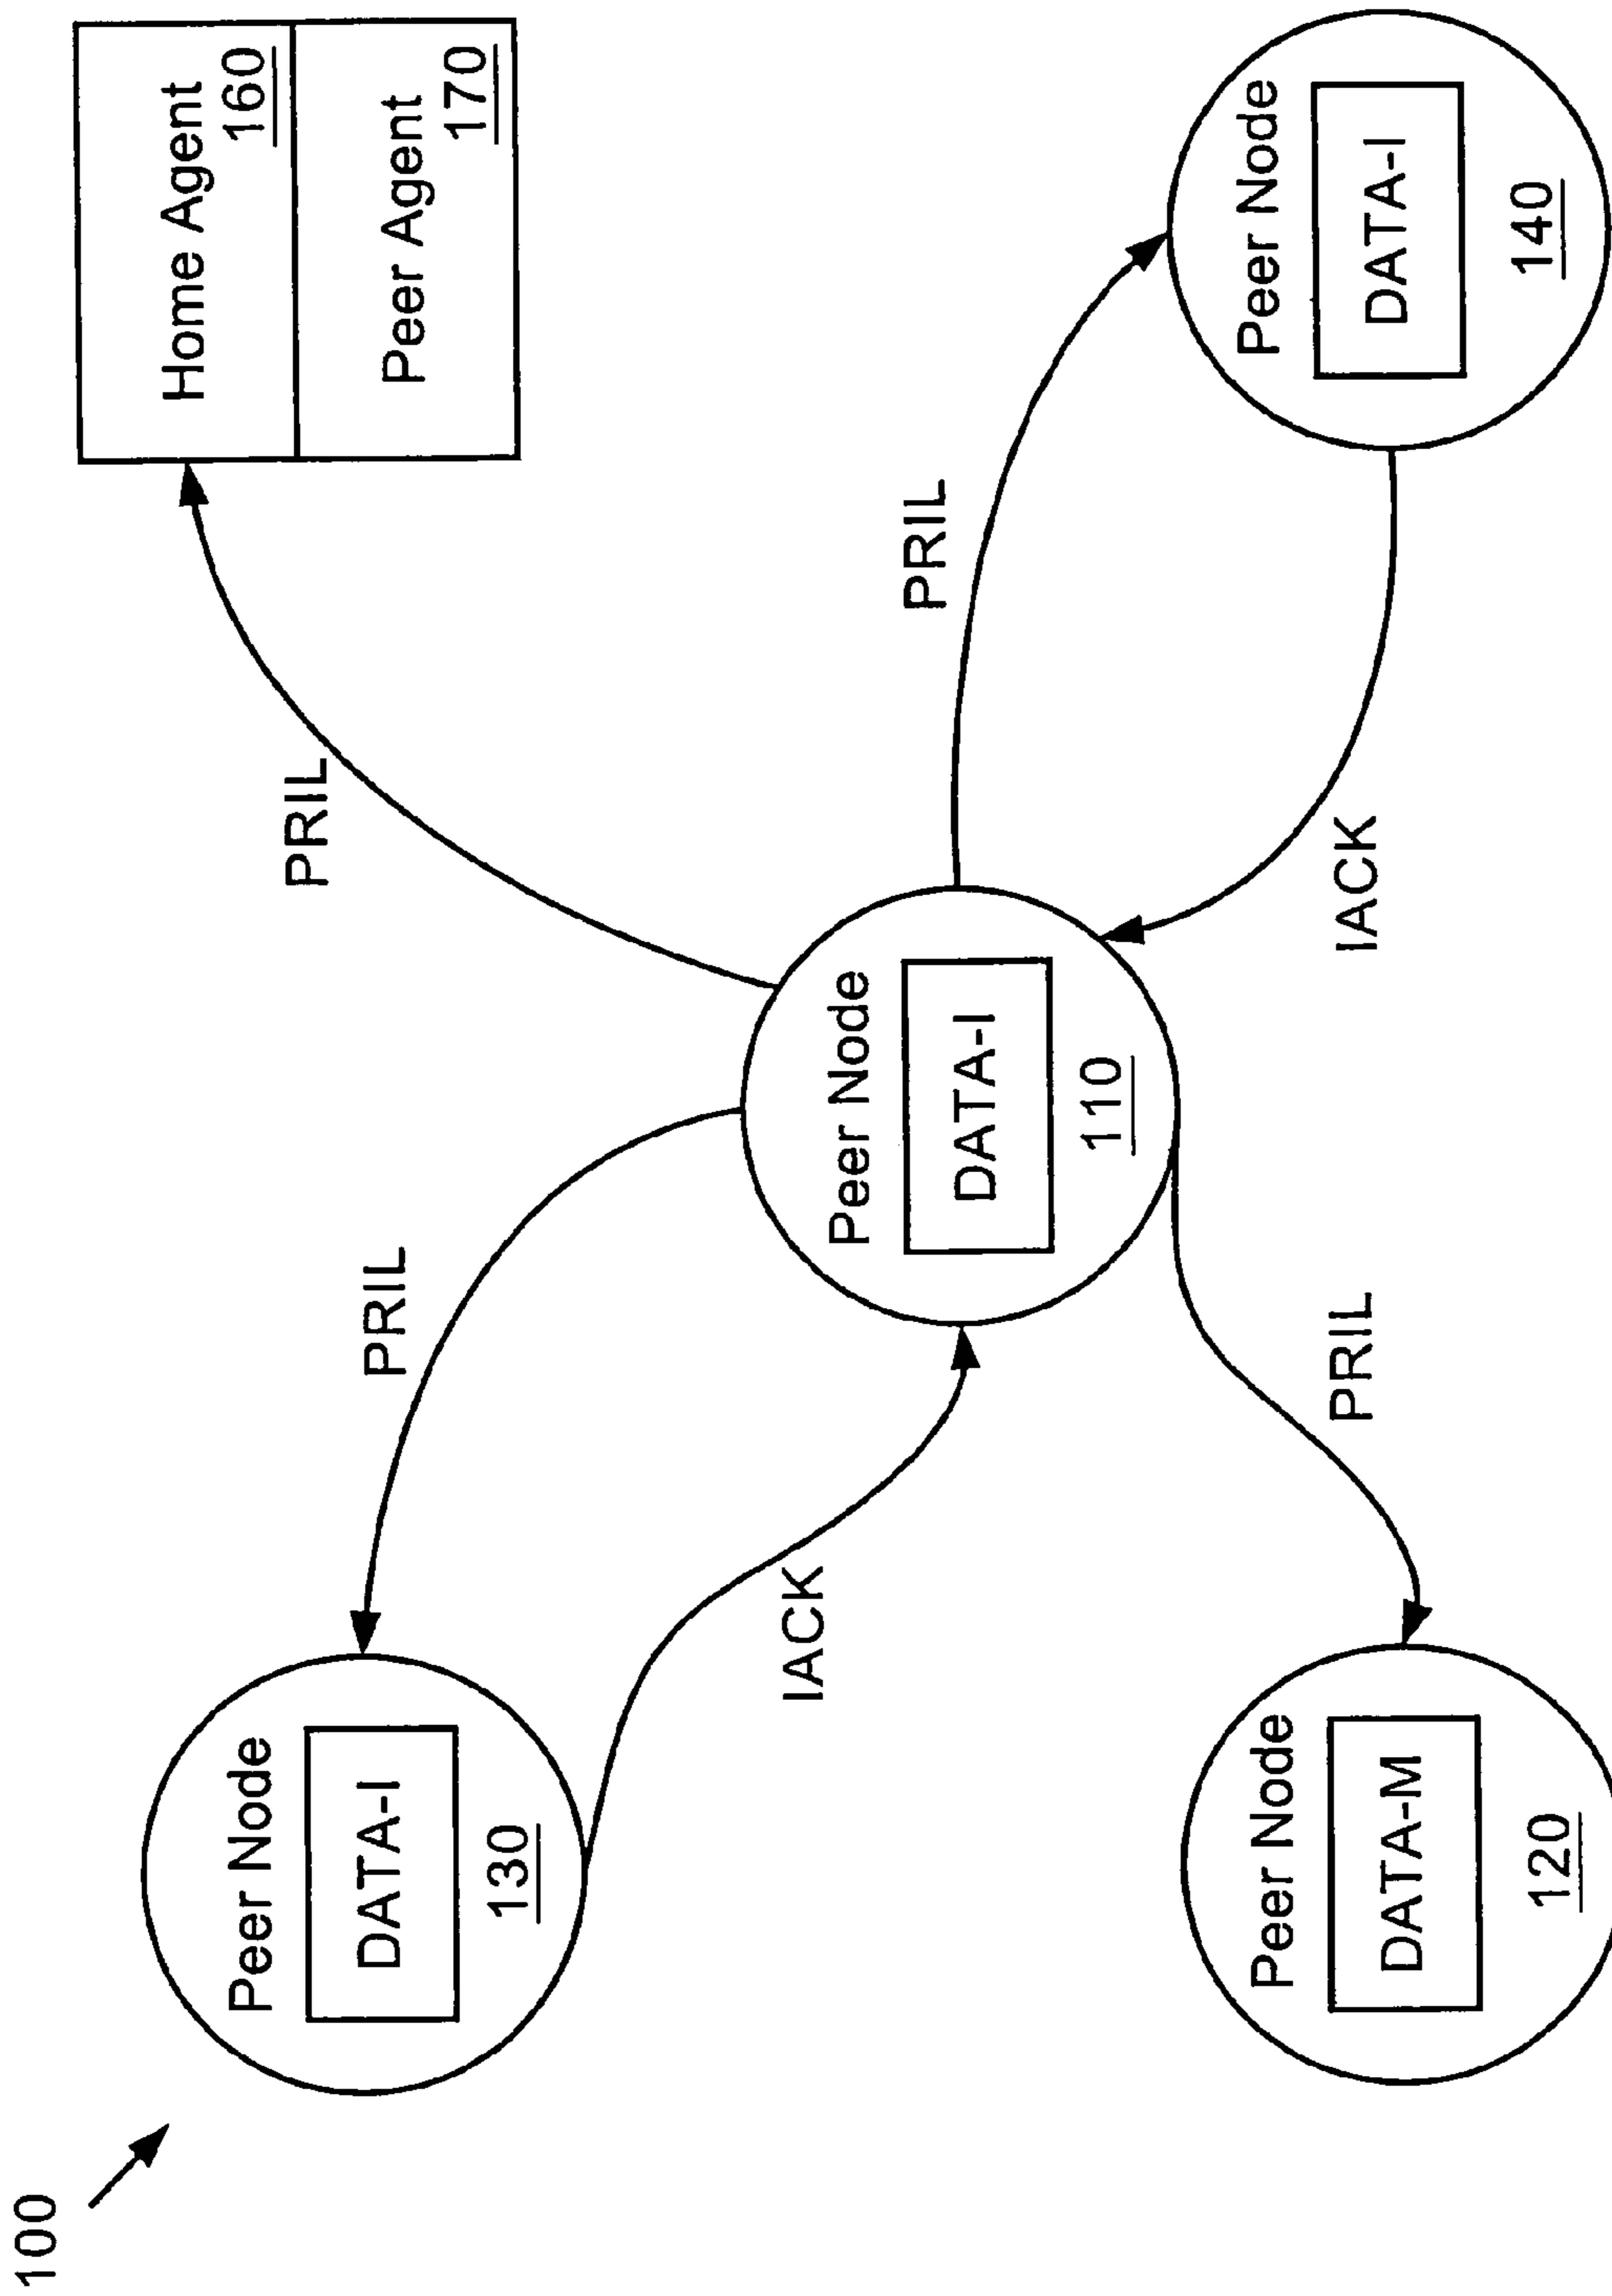 100
Peer Node
DATA-I
130
PRIL
IACK
PRIL
Home Agent
160
Peer Agent
170
Peer Node
DATA-I
110
PRIL
IACK
PRIL
Peer Node
DATA-M
120
Peer Node
DATA-I
140